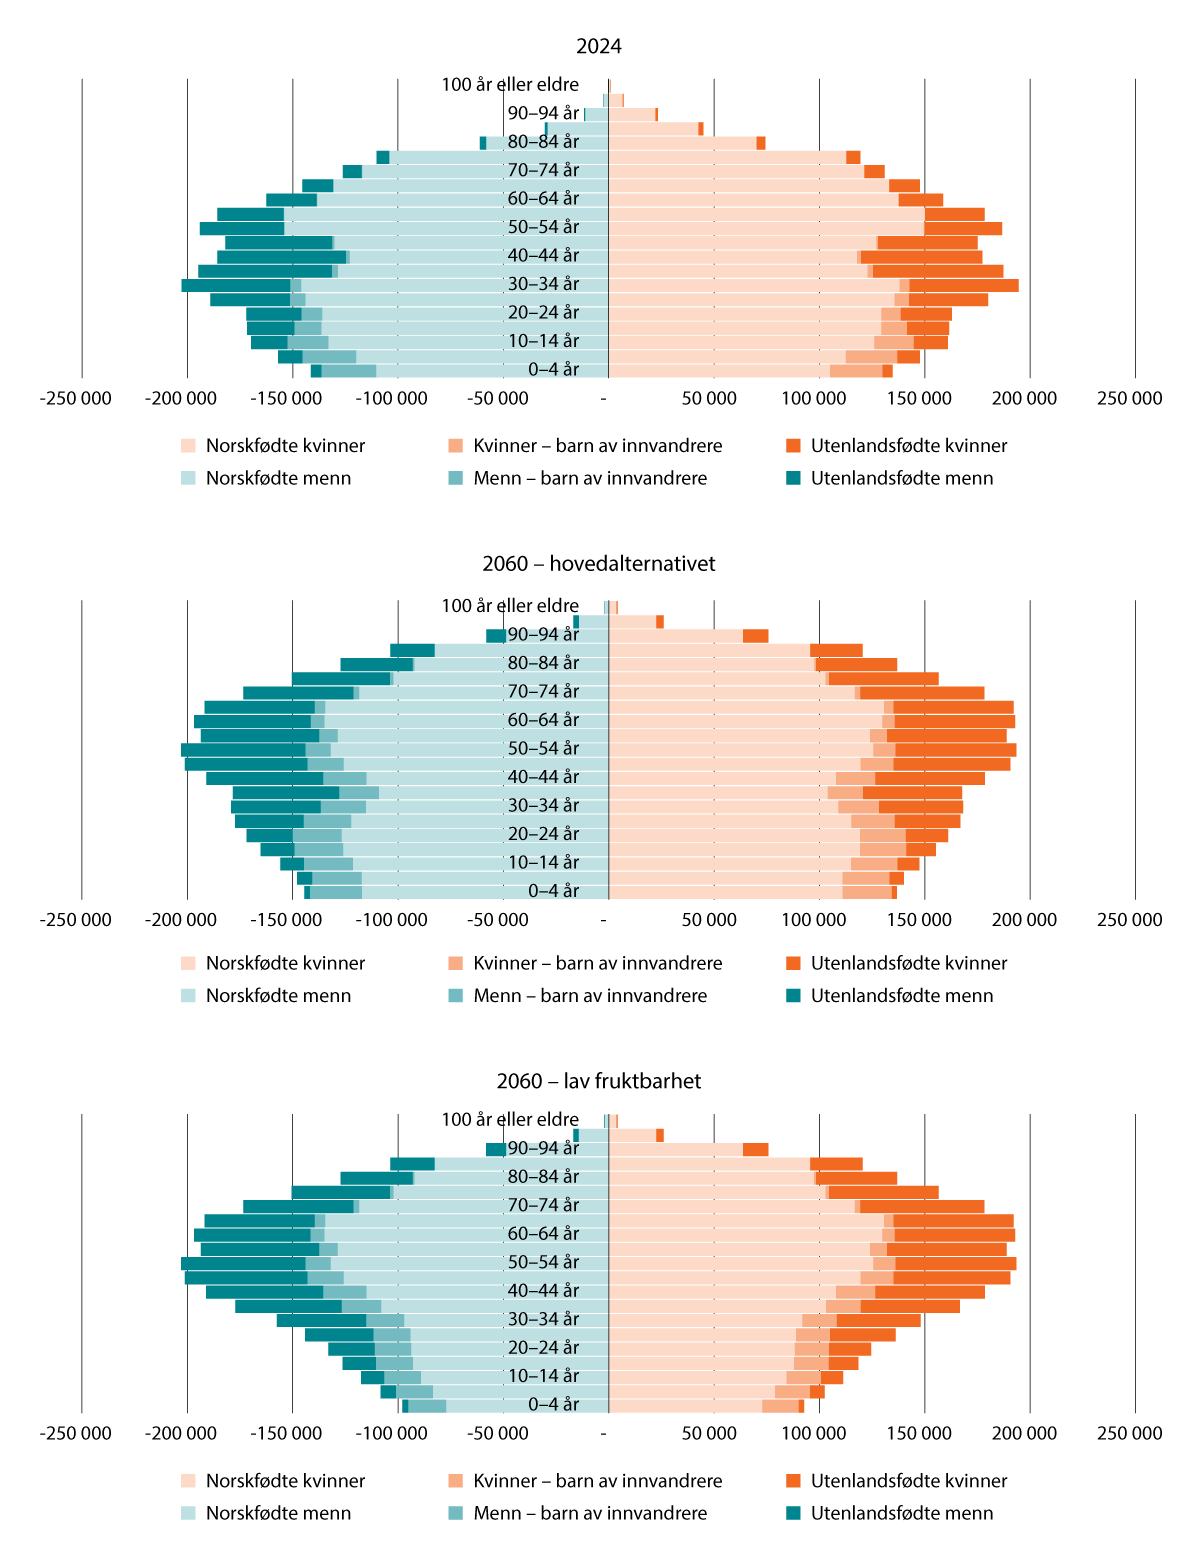 2024
100 år eller eldre
90–94 år
80–84 år
70–74 år
60–64 år
50–54 år
40–44 år
30–34 år
20–24 år
10–14 år
0–4 år
-250 000 -200 000 -150 000 -100 000 -50 000 - 50 000 100 000 150 000 200 000 250 000
Norskfødte kvinner Kvinner – barn av innvandrere Utenlandsfødte kvinner
Norskfødte menn Menn – barn av innvandrere Utenlandsfødte menn
2060 – hovedalternativet
100 år eller eldre
90–94 år
80–84 år
70–74 år
60–64 år
50–54 år
40–44 år
30–34 år
20–24 år
10–14 år
0–4 år
-250 000 -200 000 -150 000 -100 000 -50 000 - 50 000 100 000 150 000 200 000 250 000
Norskfødte kvinner Kvinner – barn av innvandrere Utenlandsfødte kvinner
Norskfødte menn Menn – barn av innvandrere Utenlandsfødte menn
2060 – lav fruktbarhet
100 år eller eldre
90–94 år
80–84 år
70–74 år
60–64 år
50–54 år
40–44 år
30–34 år
20–24 år
10–14 år
0–4 år
-250 000 -200 000 -150 000 -100 000 -50 000 - 50 000 100 000 150 000 200 000 250 000
Norskfødte kvinner Kvinner – barn av innvandrere Utenlandsfødte kvinner
Norskfødte menn Menn – barn av innvandrere Utenlandsfødte menn